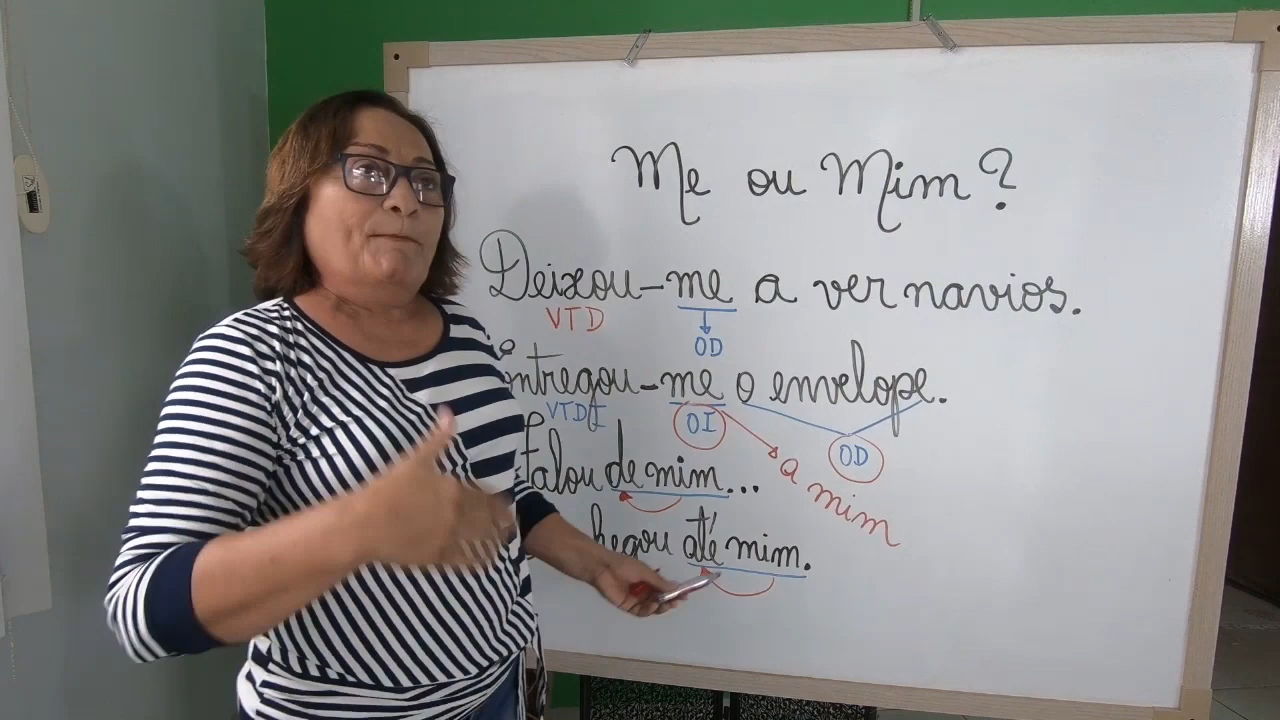 Me ou Mim?
Deixou-me a ver navios.
VTD OD
Entregou-me o envelope.
VTDI OI OD
a mim
Falou de mim...
hegou até mim.